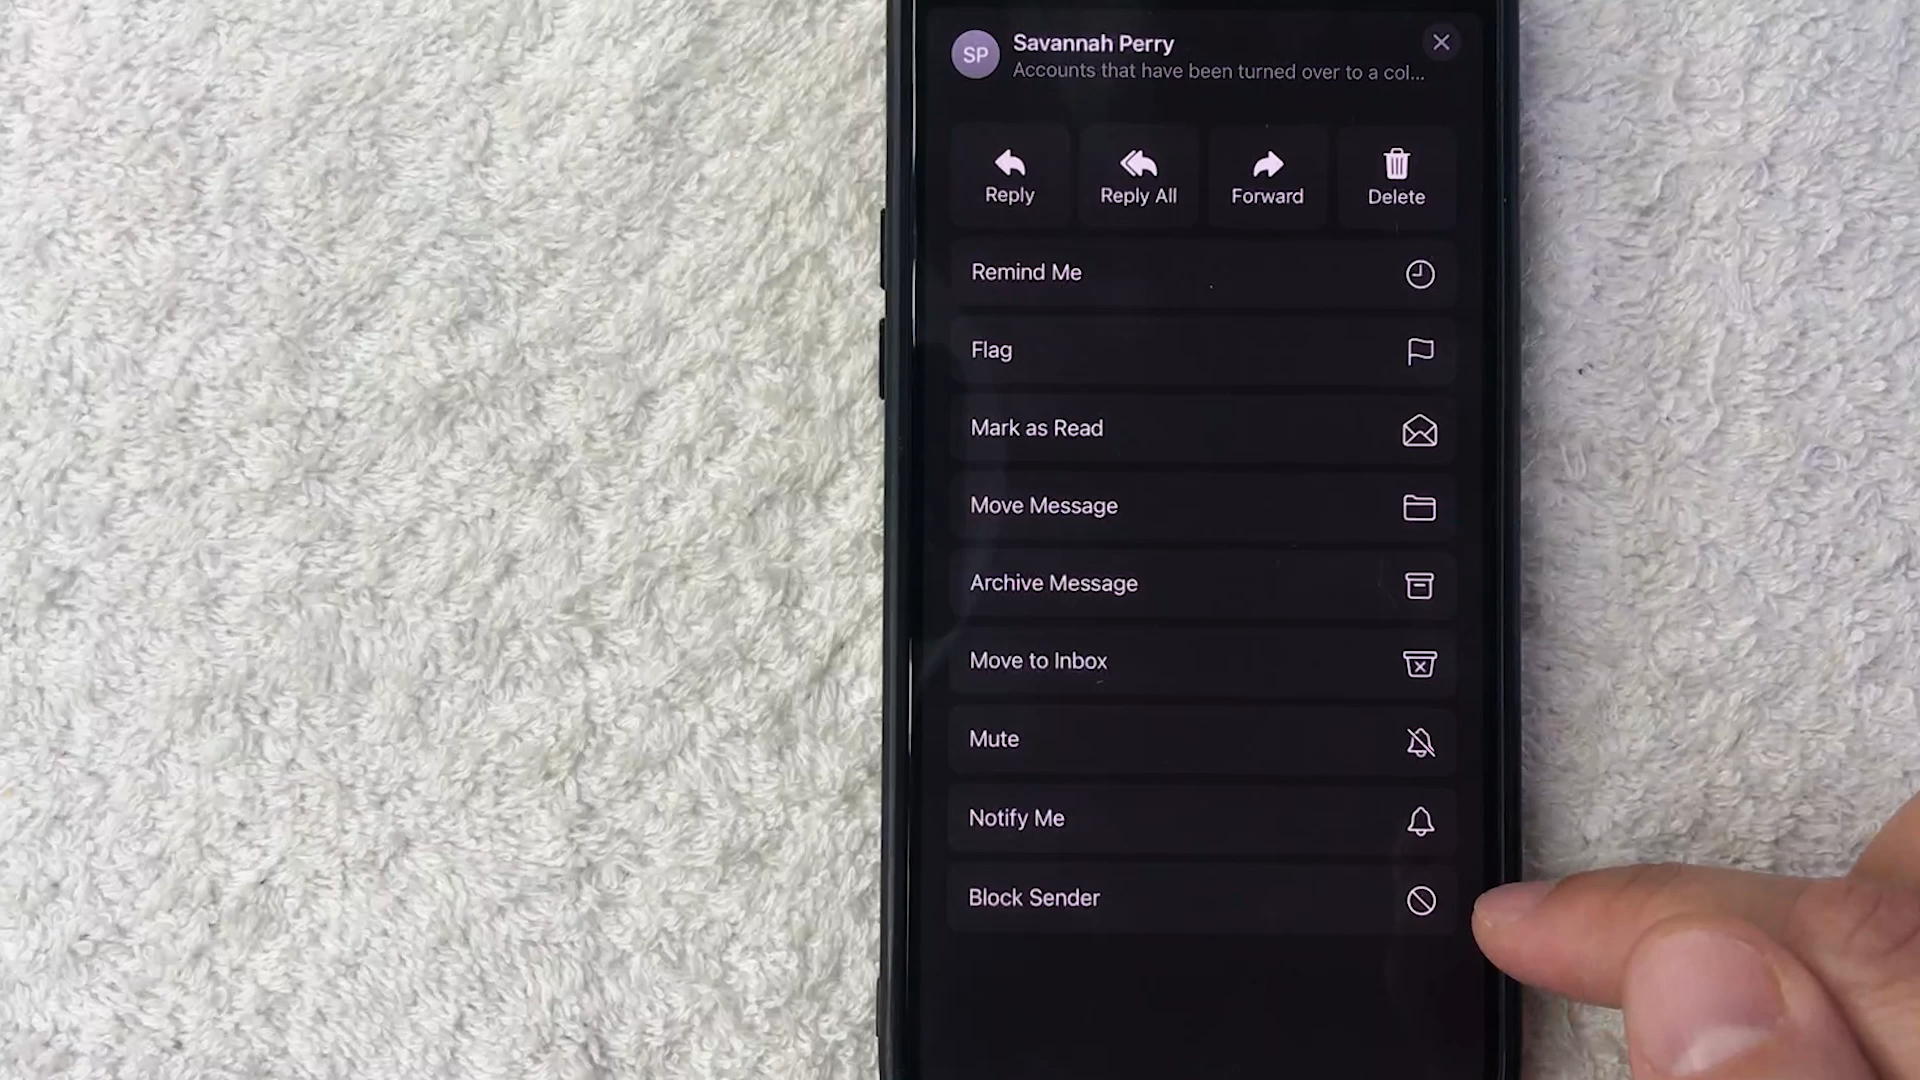 SP
Savannah Perry
Accounts that have been turned over to a col...
Reply
Reply All
Forward
Delete
Remind Me
Flag
Mark as Read
Move Message
Archive Message
Move to Inbox
Mute
Notify Me
Block Sender